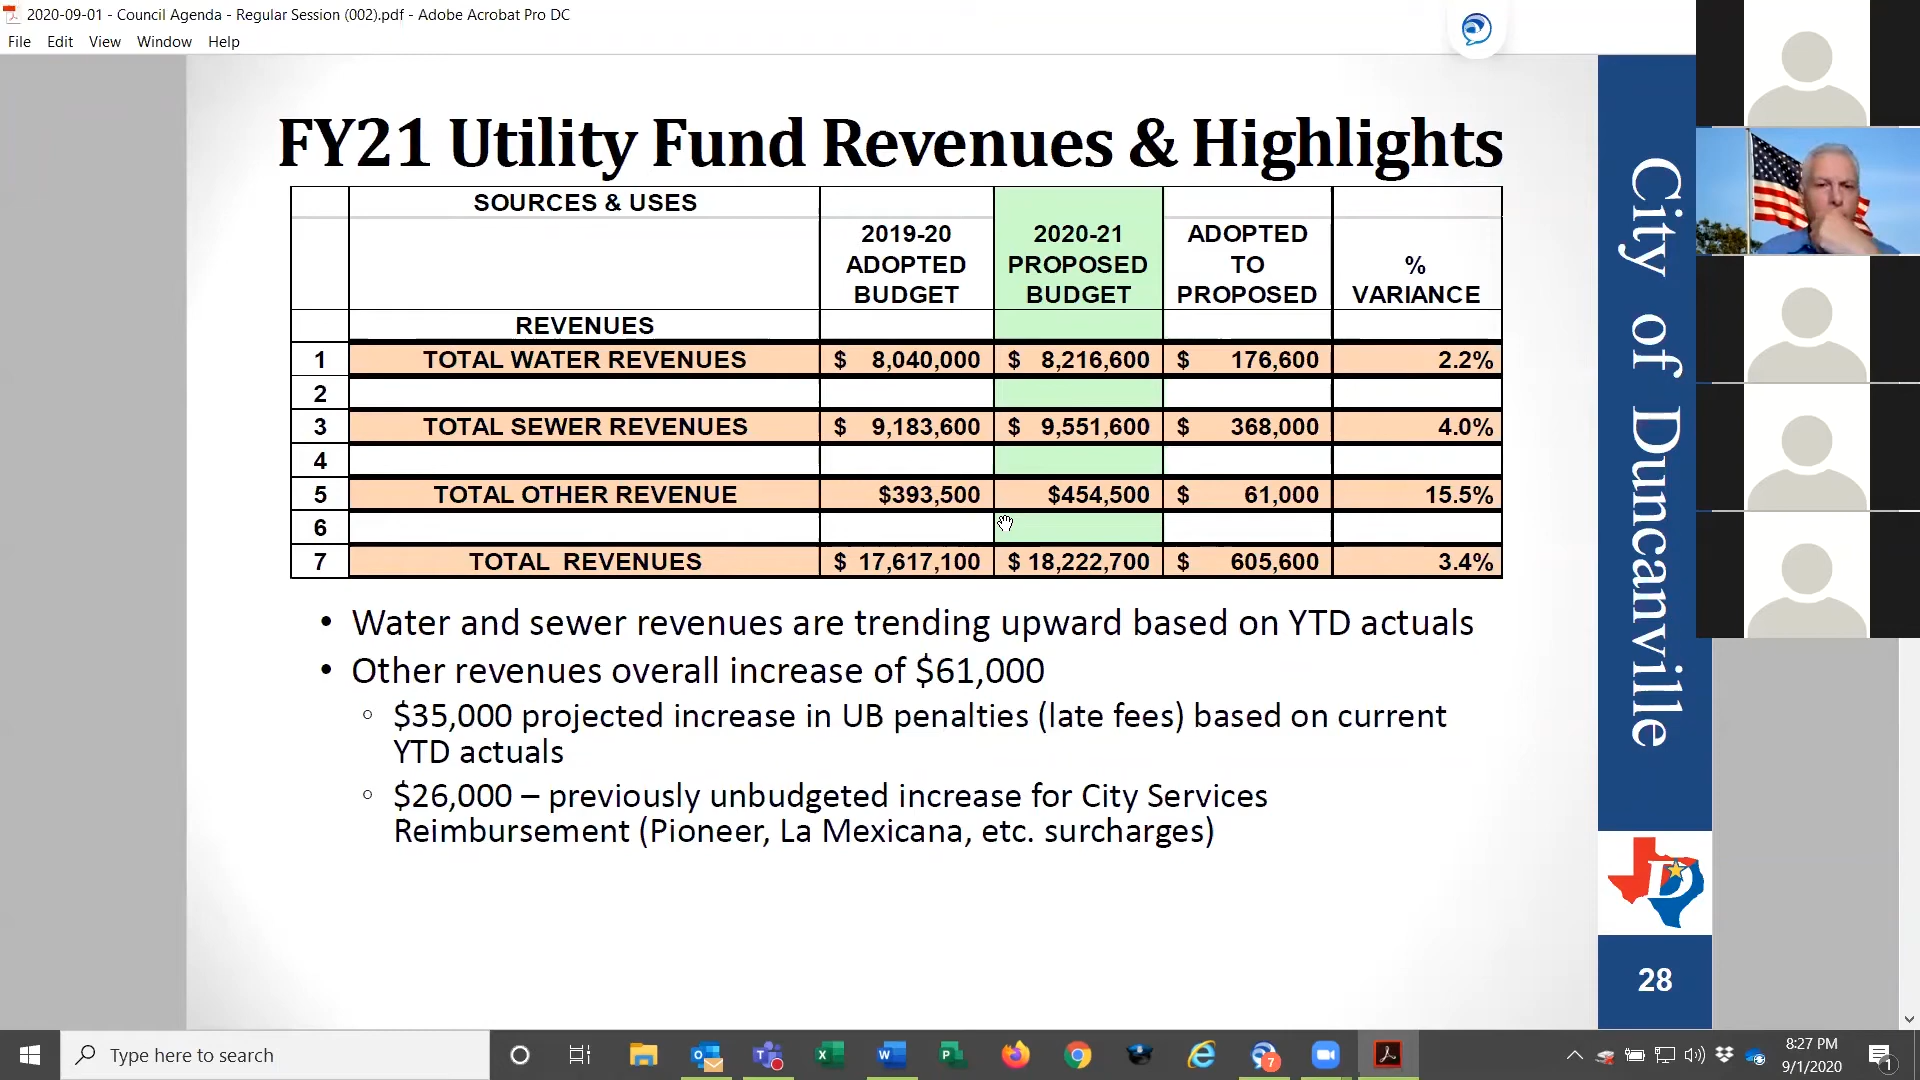 2020-09-01 - Council Agenda - Regular Session (002).pdf - Adobe Acrobat Pro DC
File Edit View Window Help
FY21 Utility Fund Revenues & Highlights
SOURCES & USES
2019-20 ADOPTED BUDGET
2020-21 PROPOSED BUDGET
ADOPTED TO PROPOSED
% VARIANCE
REVENUES
1 TOTAL WATER REVENUES $ 8,040,000 $ 8,216,600 $ 176,600 2.2%
2
3 TOTAL SEWER REVENUES $ 9,183,600 $ 9,551,600 $ 368,000 4.0%
4
5 TOTAL OTHER REVENUE $393,500 $454,500 $ 61,000 15.5%
6
7 TOTAL REVENUES $ 17,617,100 $ 18,222,700 $ 605,600 3.4%
• Water and sewer revenues are trending upward based on YTD actuals
• Other revenues overall increase of $61,000
◦ $35,000 projected increase in UB penalties (late fees) based on current
YTD actuals
◦ $26,000 – previously unbudgeted increase for City Services
Reimbursement (Pioneer, La Mexicana, etc. surcharges)
City of Duncanville
D
28
Type here to search
7
8:27 PM
9/1/2020
1